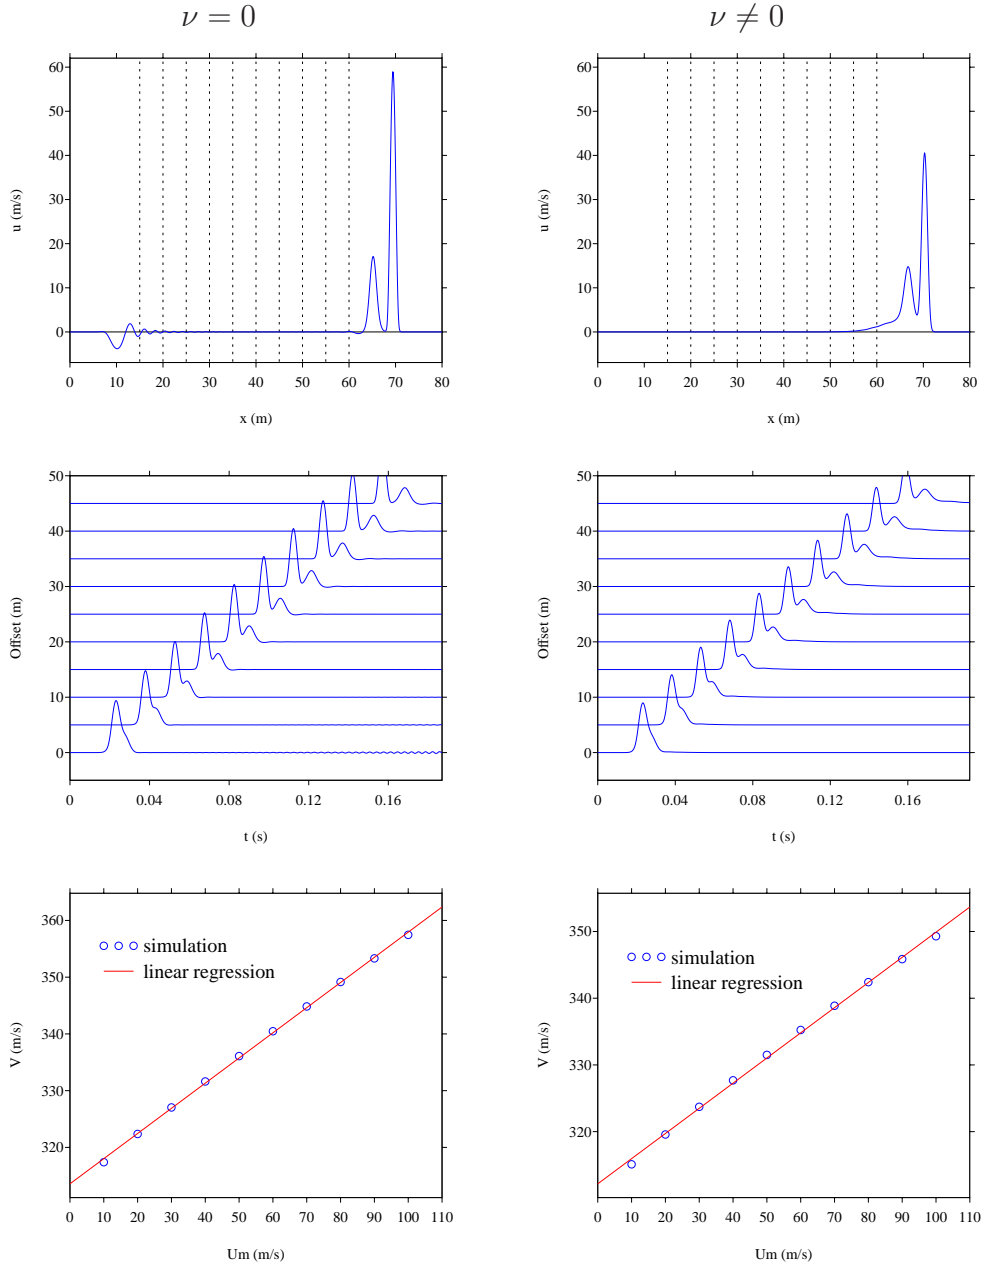 ν = 0
ν ≠ 0
60
50
40
30
20
10
0
u (m/s)
0 10 20 30 40 50 60 70 80
x (m)
60
50
40
30
20
10
0
u (m/s)
0 10 20 30 40 50 60 70 80
x (m)
50
40
30
20
10
0
Offset (m)
0 0.04 0.08 0.12 0.16
t (s)
50
40
30
20
10
0
Offset (m)
0 0.04 0.08 0.12 0.16
t (s)
360
350
340
330
320
V (m/s)
simulation
linear regression
0 10 20 30 40 50 60 70 80 90 100 110
Um (m/s)
350
340
330
320
V (m/s)
simulation
linear regression
0 10 20 30 40 50 60 70 80 90 100 110
Um (m/s)